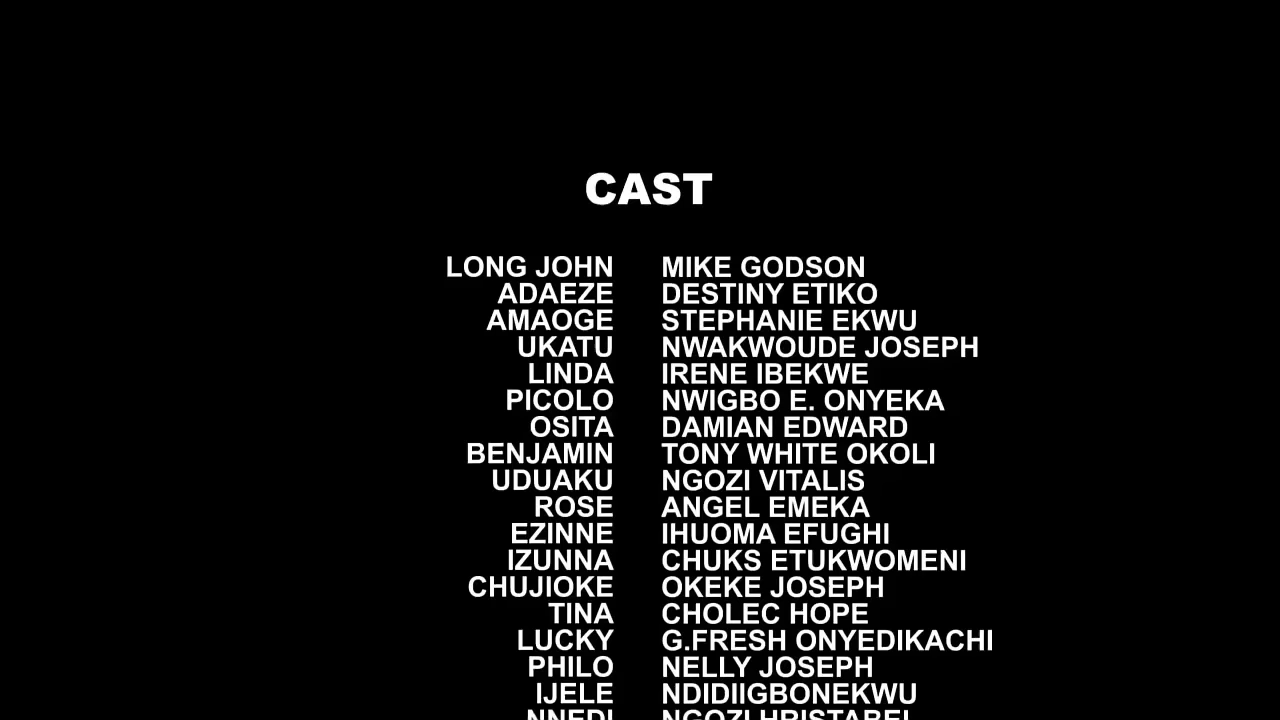 CAST
LONG JOHN MIKE GODSON
ADAEZE DESTINY ETIKO
AMAOGE STEPHANIE EKWU
UKATU NWAKWOUDE JOSEPH
LINDA IRENE IBEKWE
PICOLO NWIGBO E. ONYEKA
OSITA DAMIAN EDWARD
BENJAMIN TONY WHITE OKOLI
UDUAKU NGOZI VITALIS
ROSE ANGEL EMEKA
EZINNE IHUOMA EFUGHI
IZUNNA CHUKS ETUKWOMENI
CHUJIOKE OKEKE JOSEPH
TINA CHOLEC HOPE
LUCKY G.FRESH ONYEDIKACHI
PHILO NELLY JOSEPH
IJELE NDIDIIGBONEKWU
NNEDI NGOZI